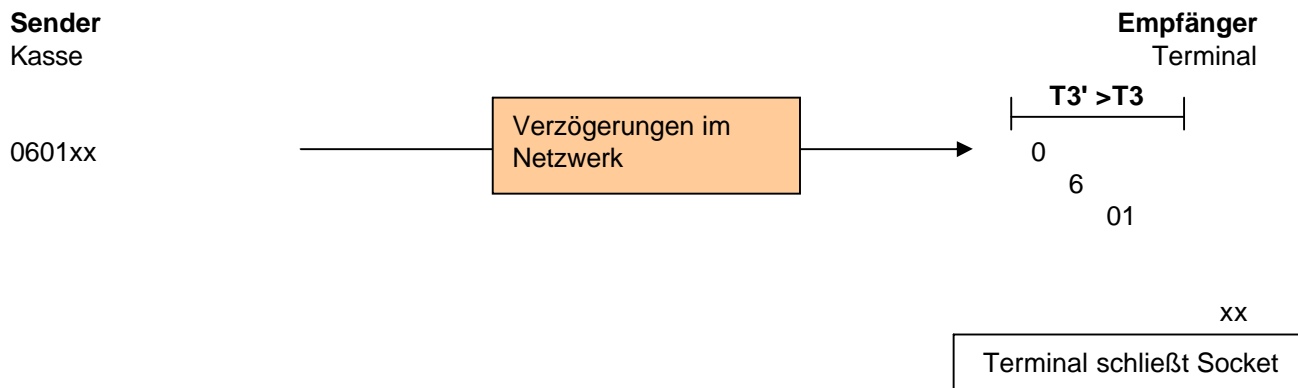 Sender
Kasse
Empfänger
Terminal
T3' >T3
0601xx
Verzögerungen im
Netzwerk
0
6
01
xx
Terminal schließt Socket